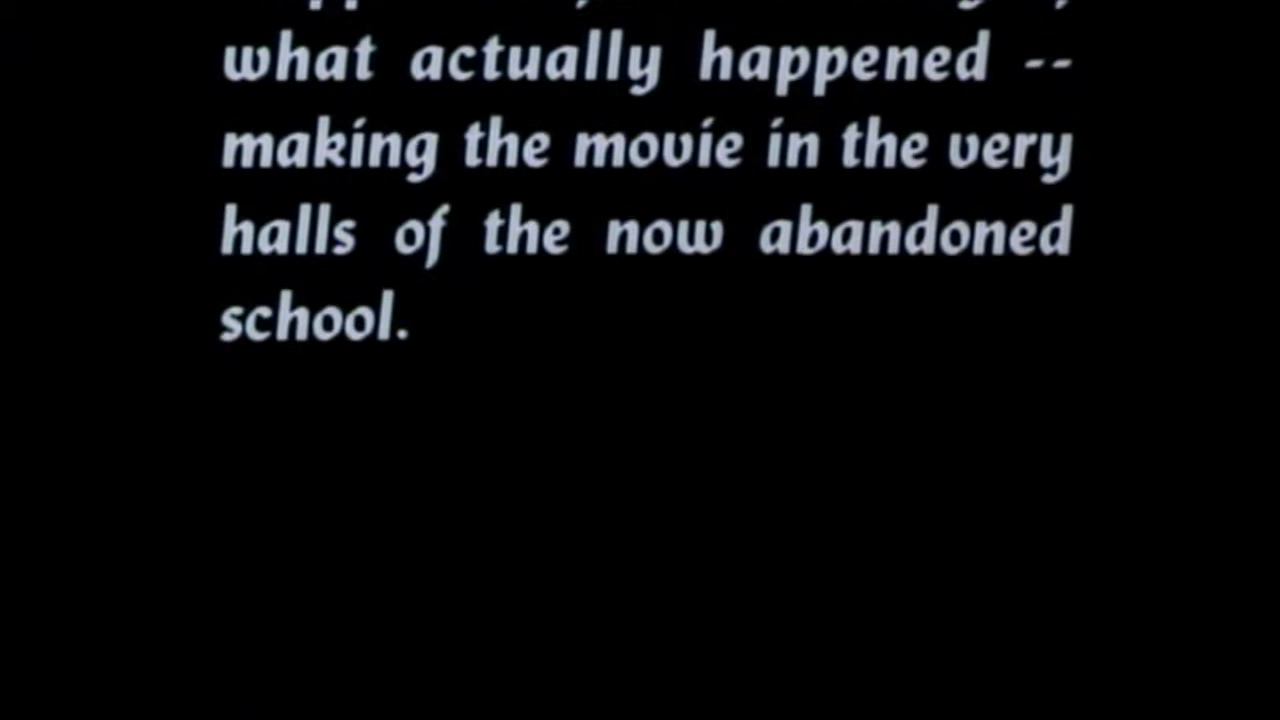 what actually happened --
making the movie in the very
halls of the now abandoned
school.